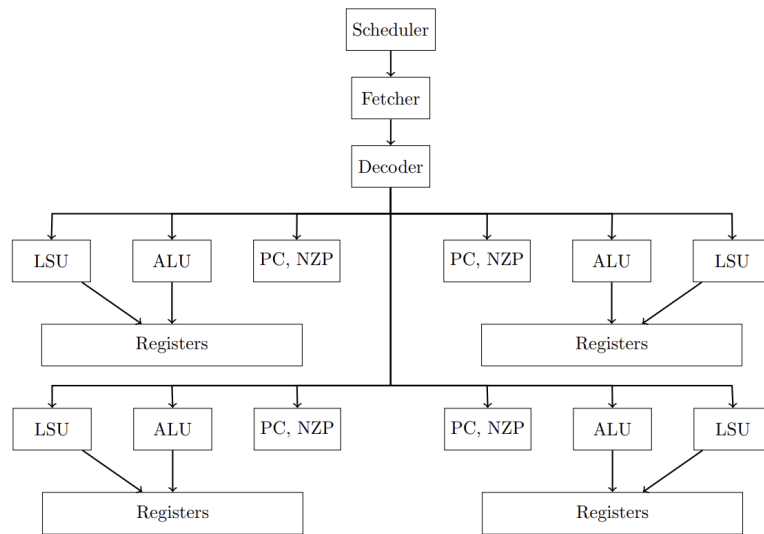 Scheduler
Fetcher
Decoder
LSU ALU PC, NZP PC, NZP ALU LSU
Registers Registers
LSU ALU PC, NZP PC, NZP ALU LSU
Registers Registers